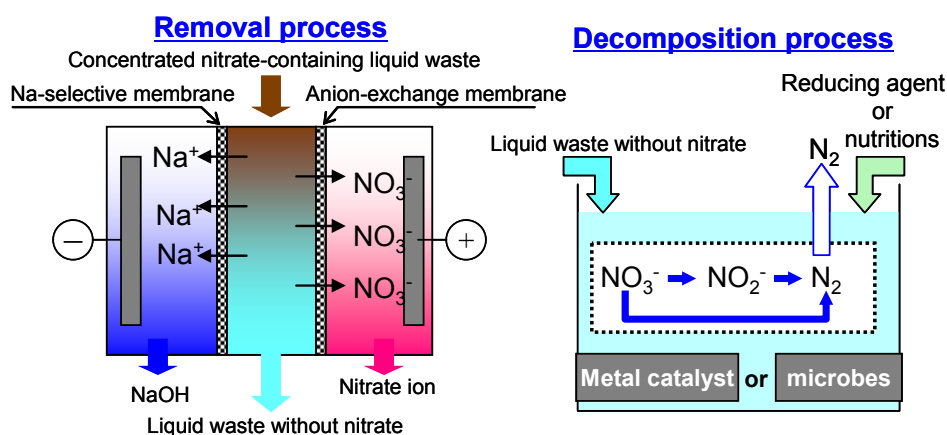 Removal process
Concentrated nitrate-containing liquid waste
Na-selective membrane
Anion-exchange membrane
Na⁺
Na⁺
Na⁺
NO₃⁻
NO₃⁻
NO₃⁻
−
+
NaOH
Nitrate ion
Liquid waste without nitrate
Decomposition process
Reducing agent
or
nutritions
Liquid waste without nitrate
N₂
NO₃⁻ NO₂⁻ N₂
Metal catalyst or microbes